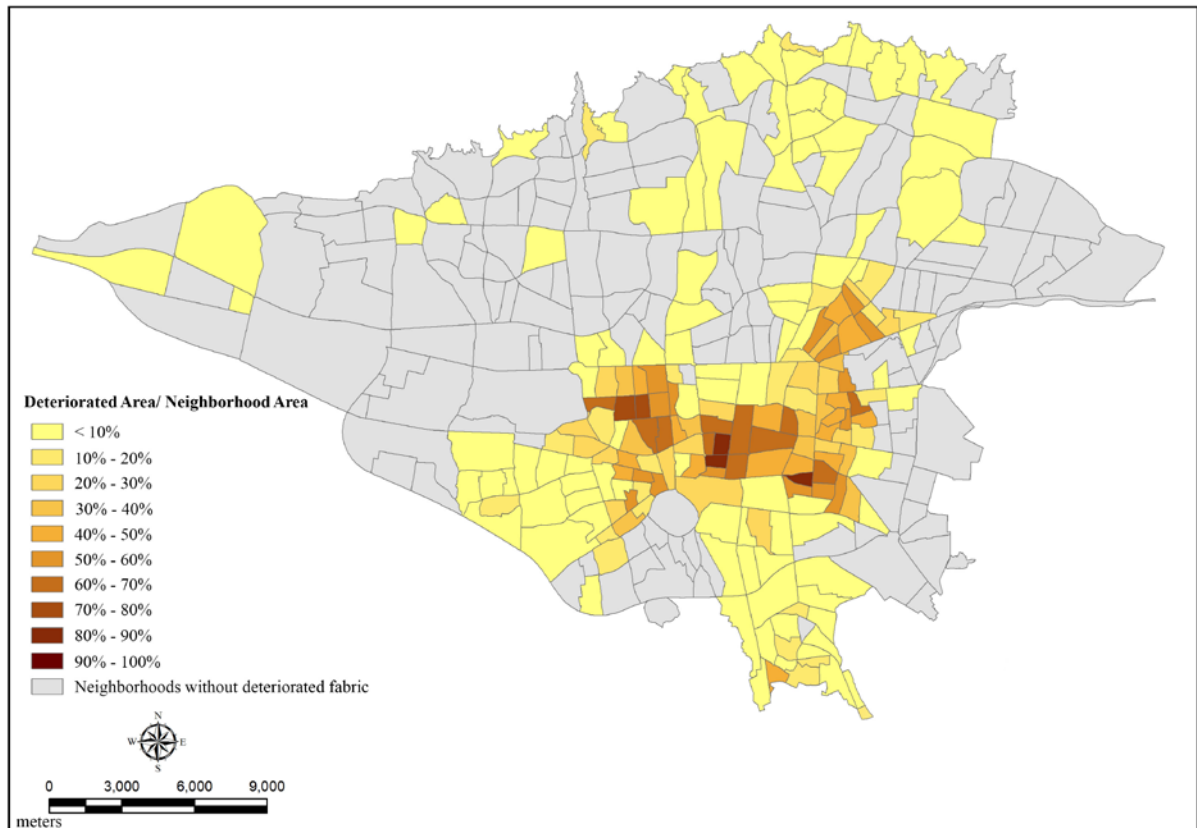 Deteriorated Area/ Neighborhood Area
< 10%
10% - 20%
20% - 30%
30% - 40%
40% - 50%
50% - 60%
60% - 70%
70% - 80%
80% - 90%
90% - 100%
Neighborhoods without deteriorated fabric
N
W E
S
0 3,000 6,000 9,000
meters